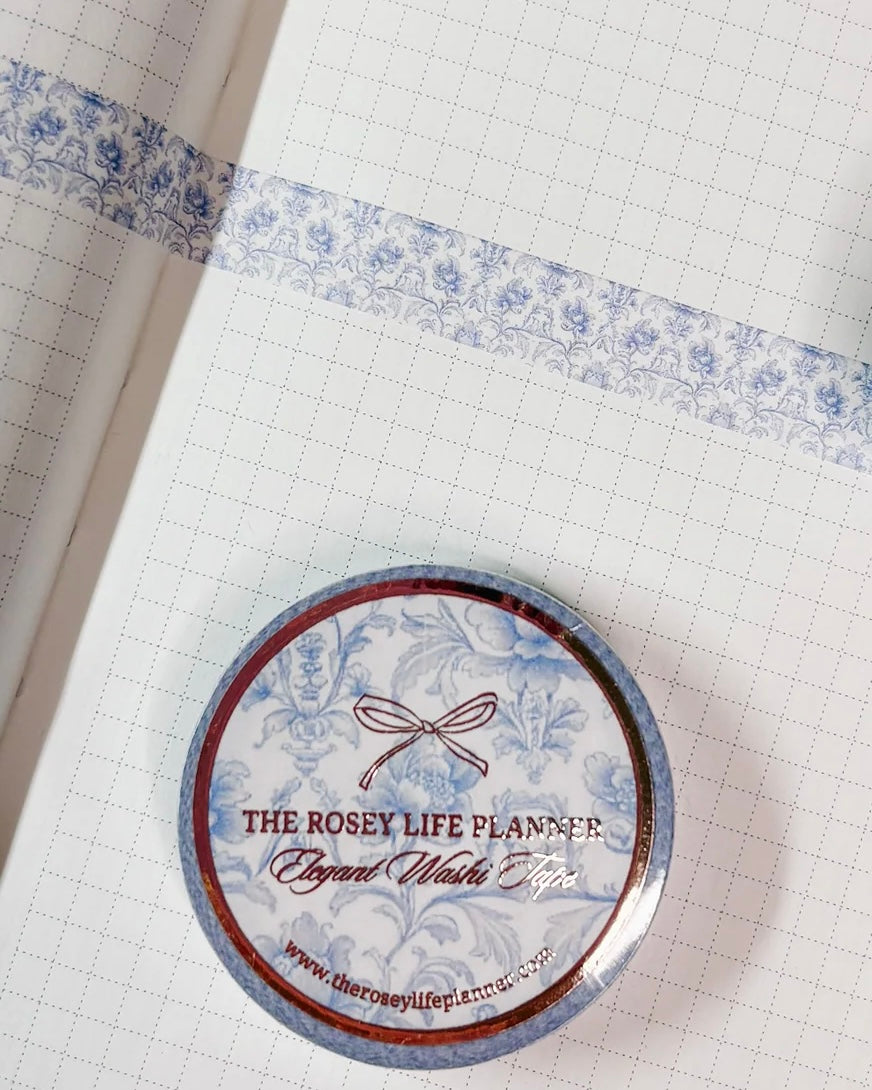 THE ROSEY LIFE PLANNER
Elegant Washi Tape
www.theroseylifeplanner.com